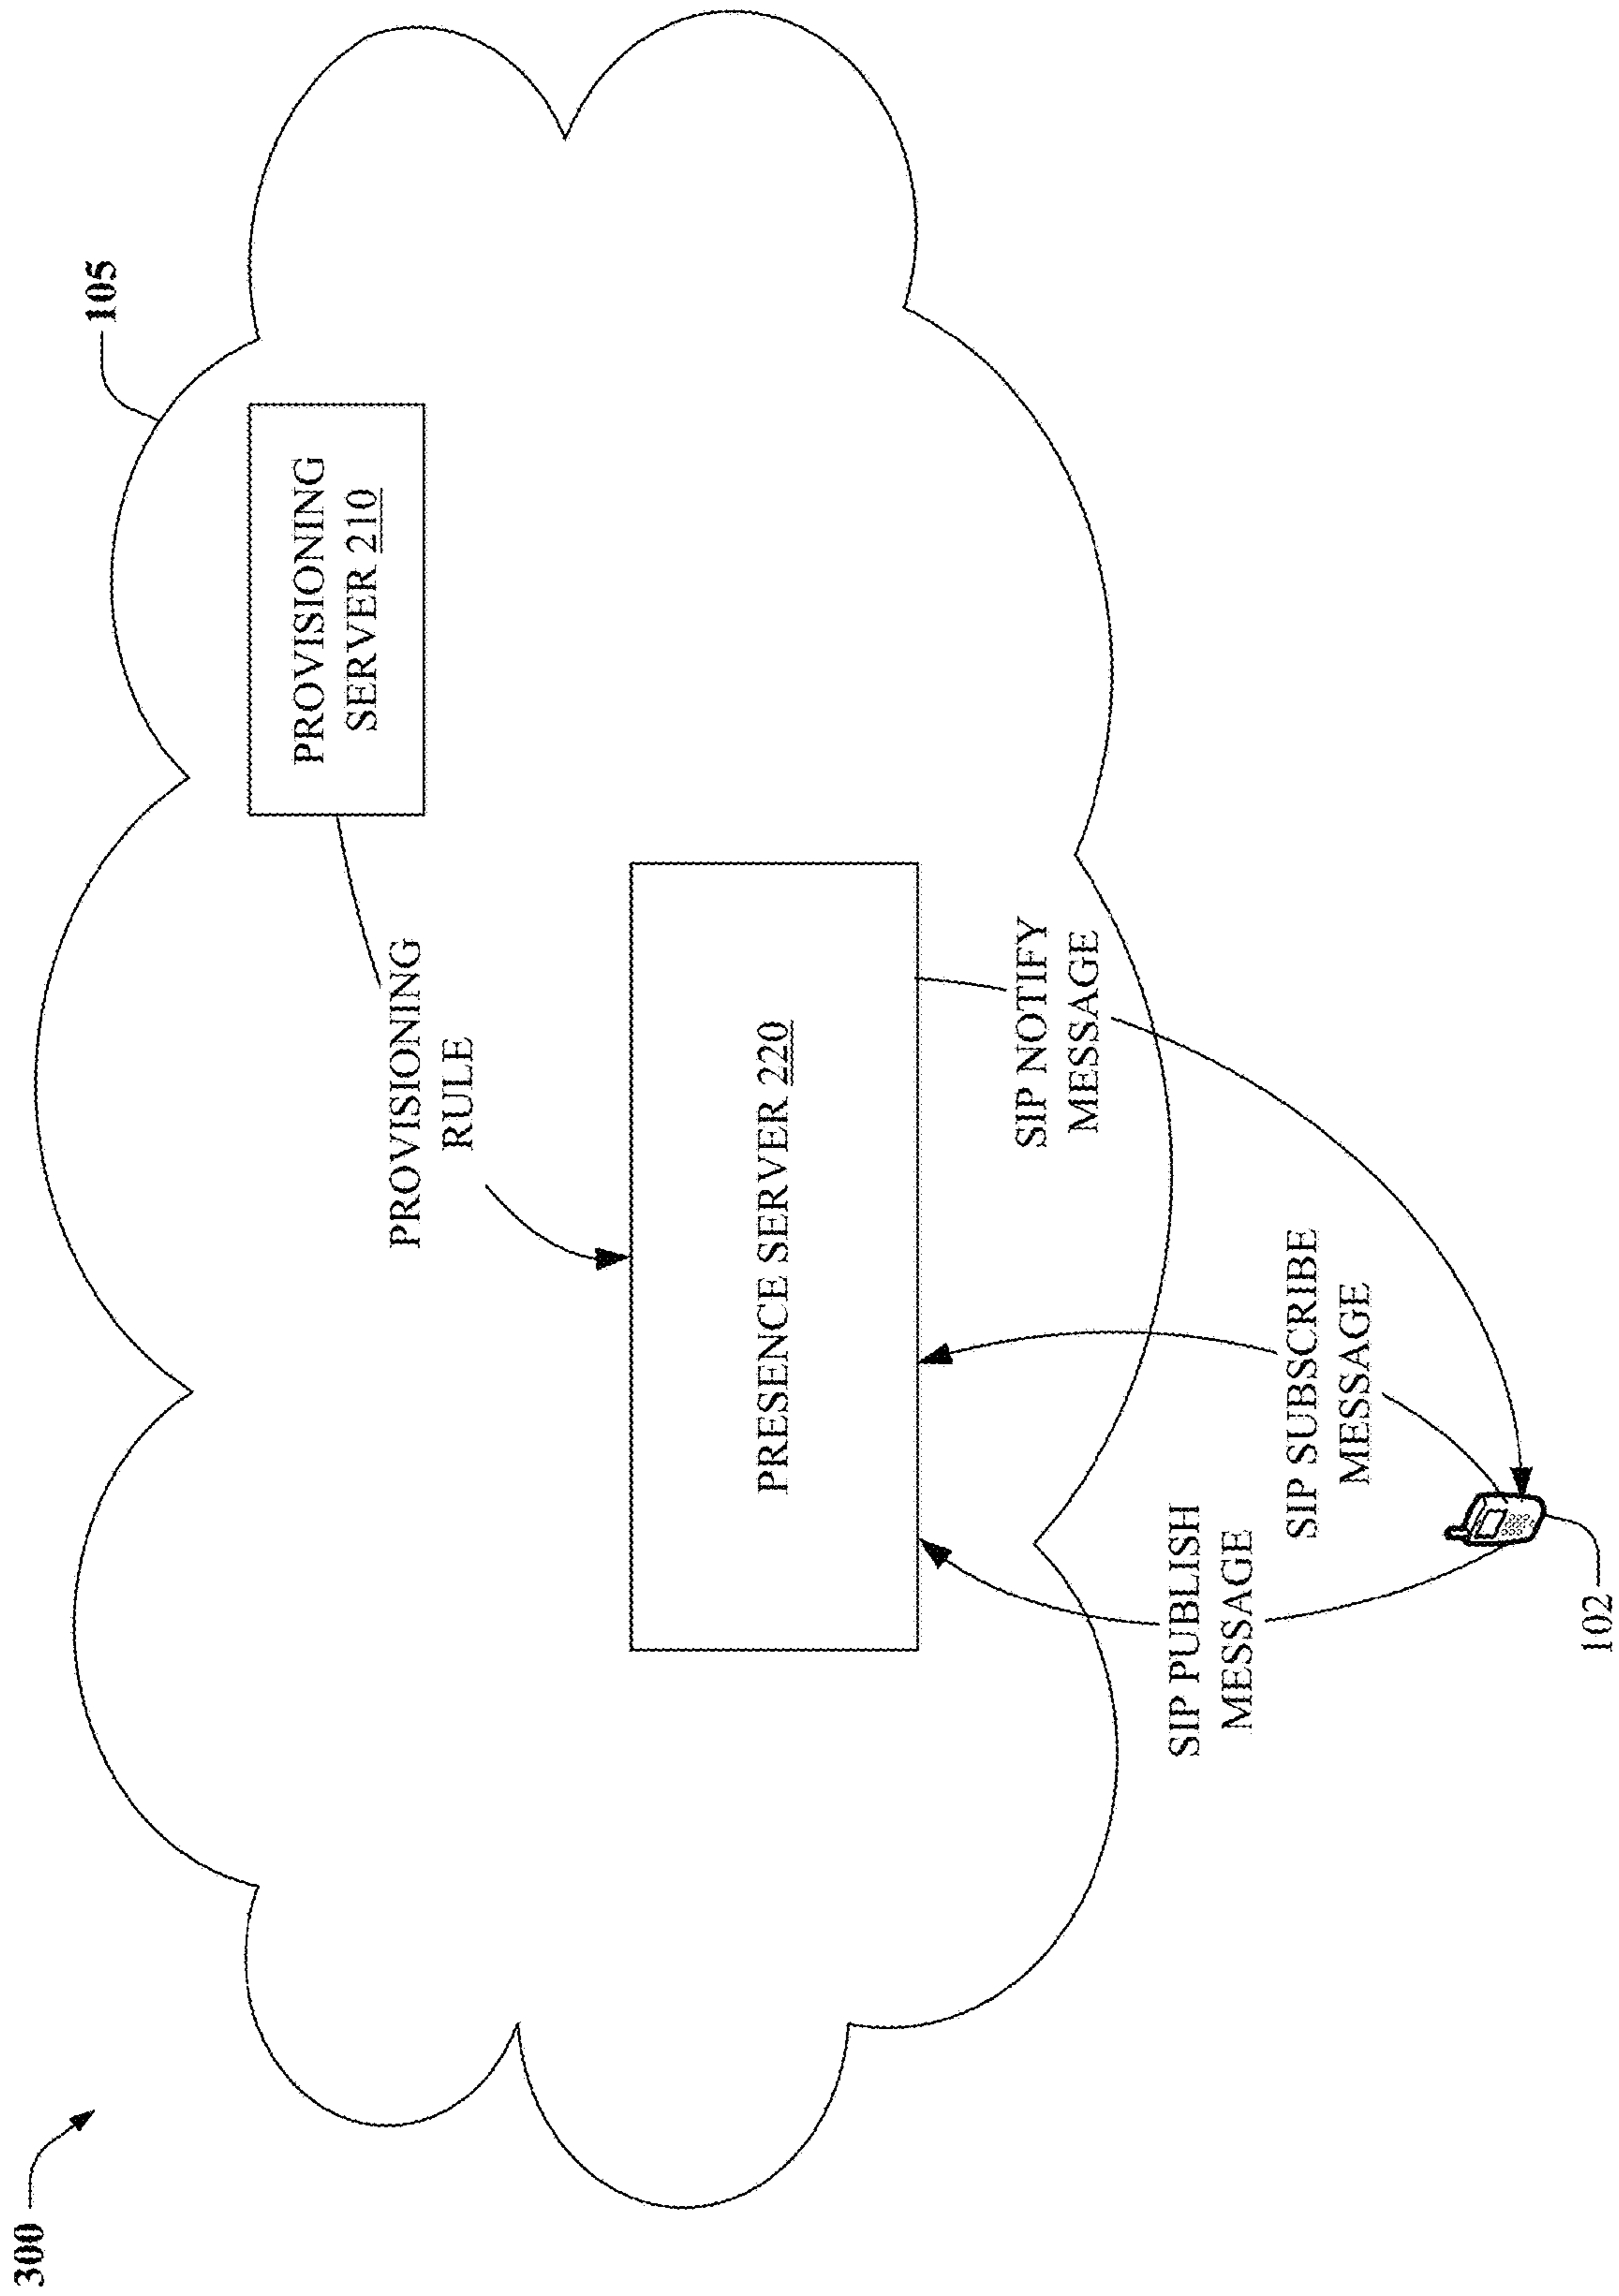 300
105
PROVISIONING
SERVER 210
PROVISIONING
RULE
PRESENCE SERVER 220
SIP NOTIFY
MESSAGE
SIP SUBSCRIBE
MESSAGE
SIP PUBLISH
MESSAGE
102